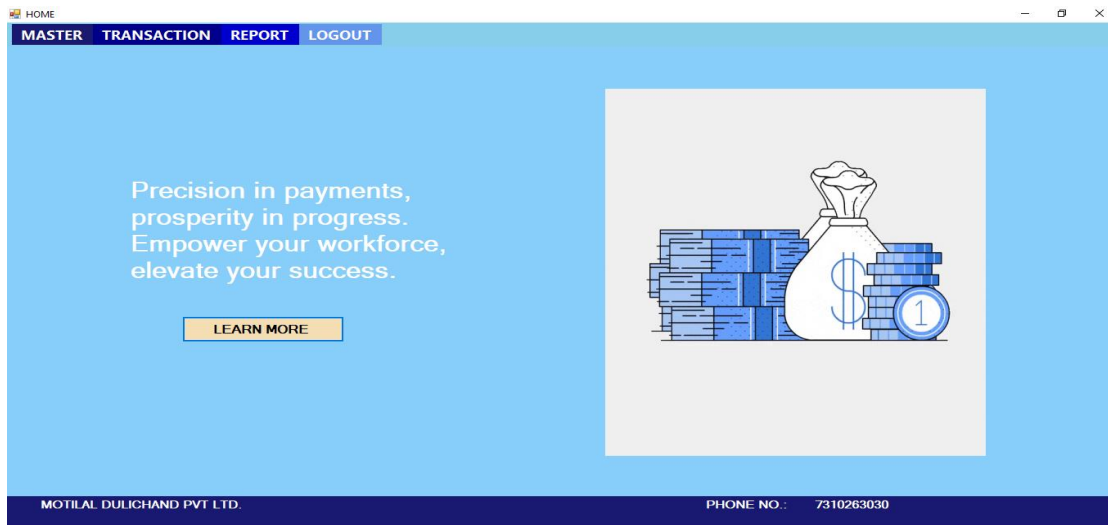 HOME
MASTER TRANSACTION REPORT LOGOUT
Precision in payments,
prosperity in progress.
Empower your workforce,
elevate your success.
LEARN MORE
$
1
MOTILAL DULICHAND PVT LTD. PHONE NO.: 7310263030